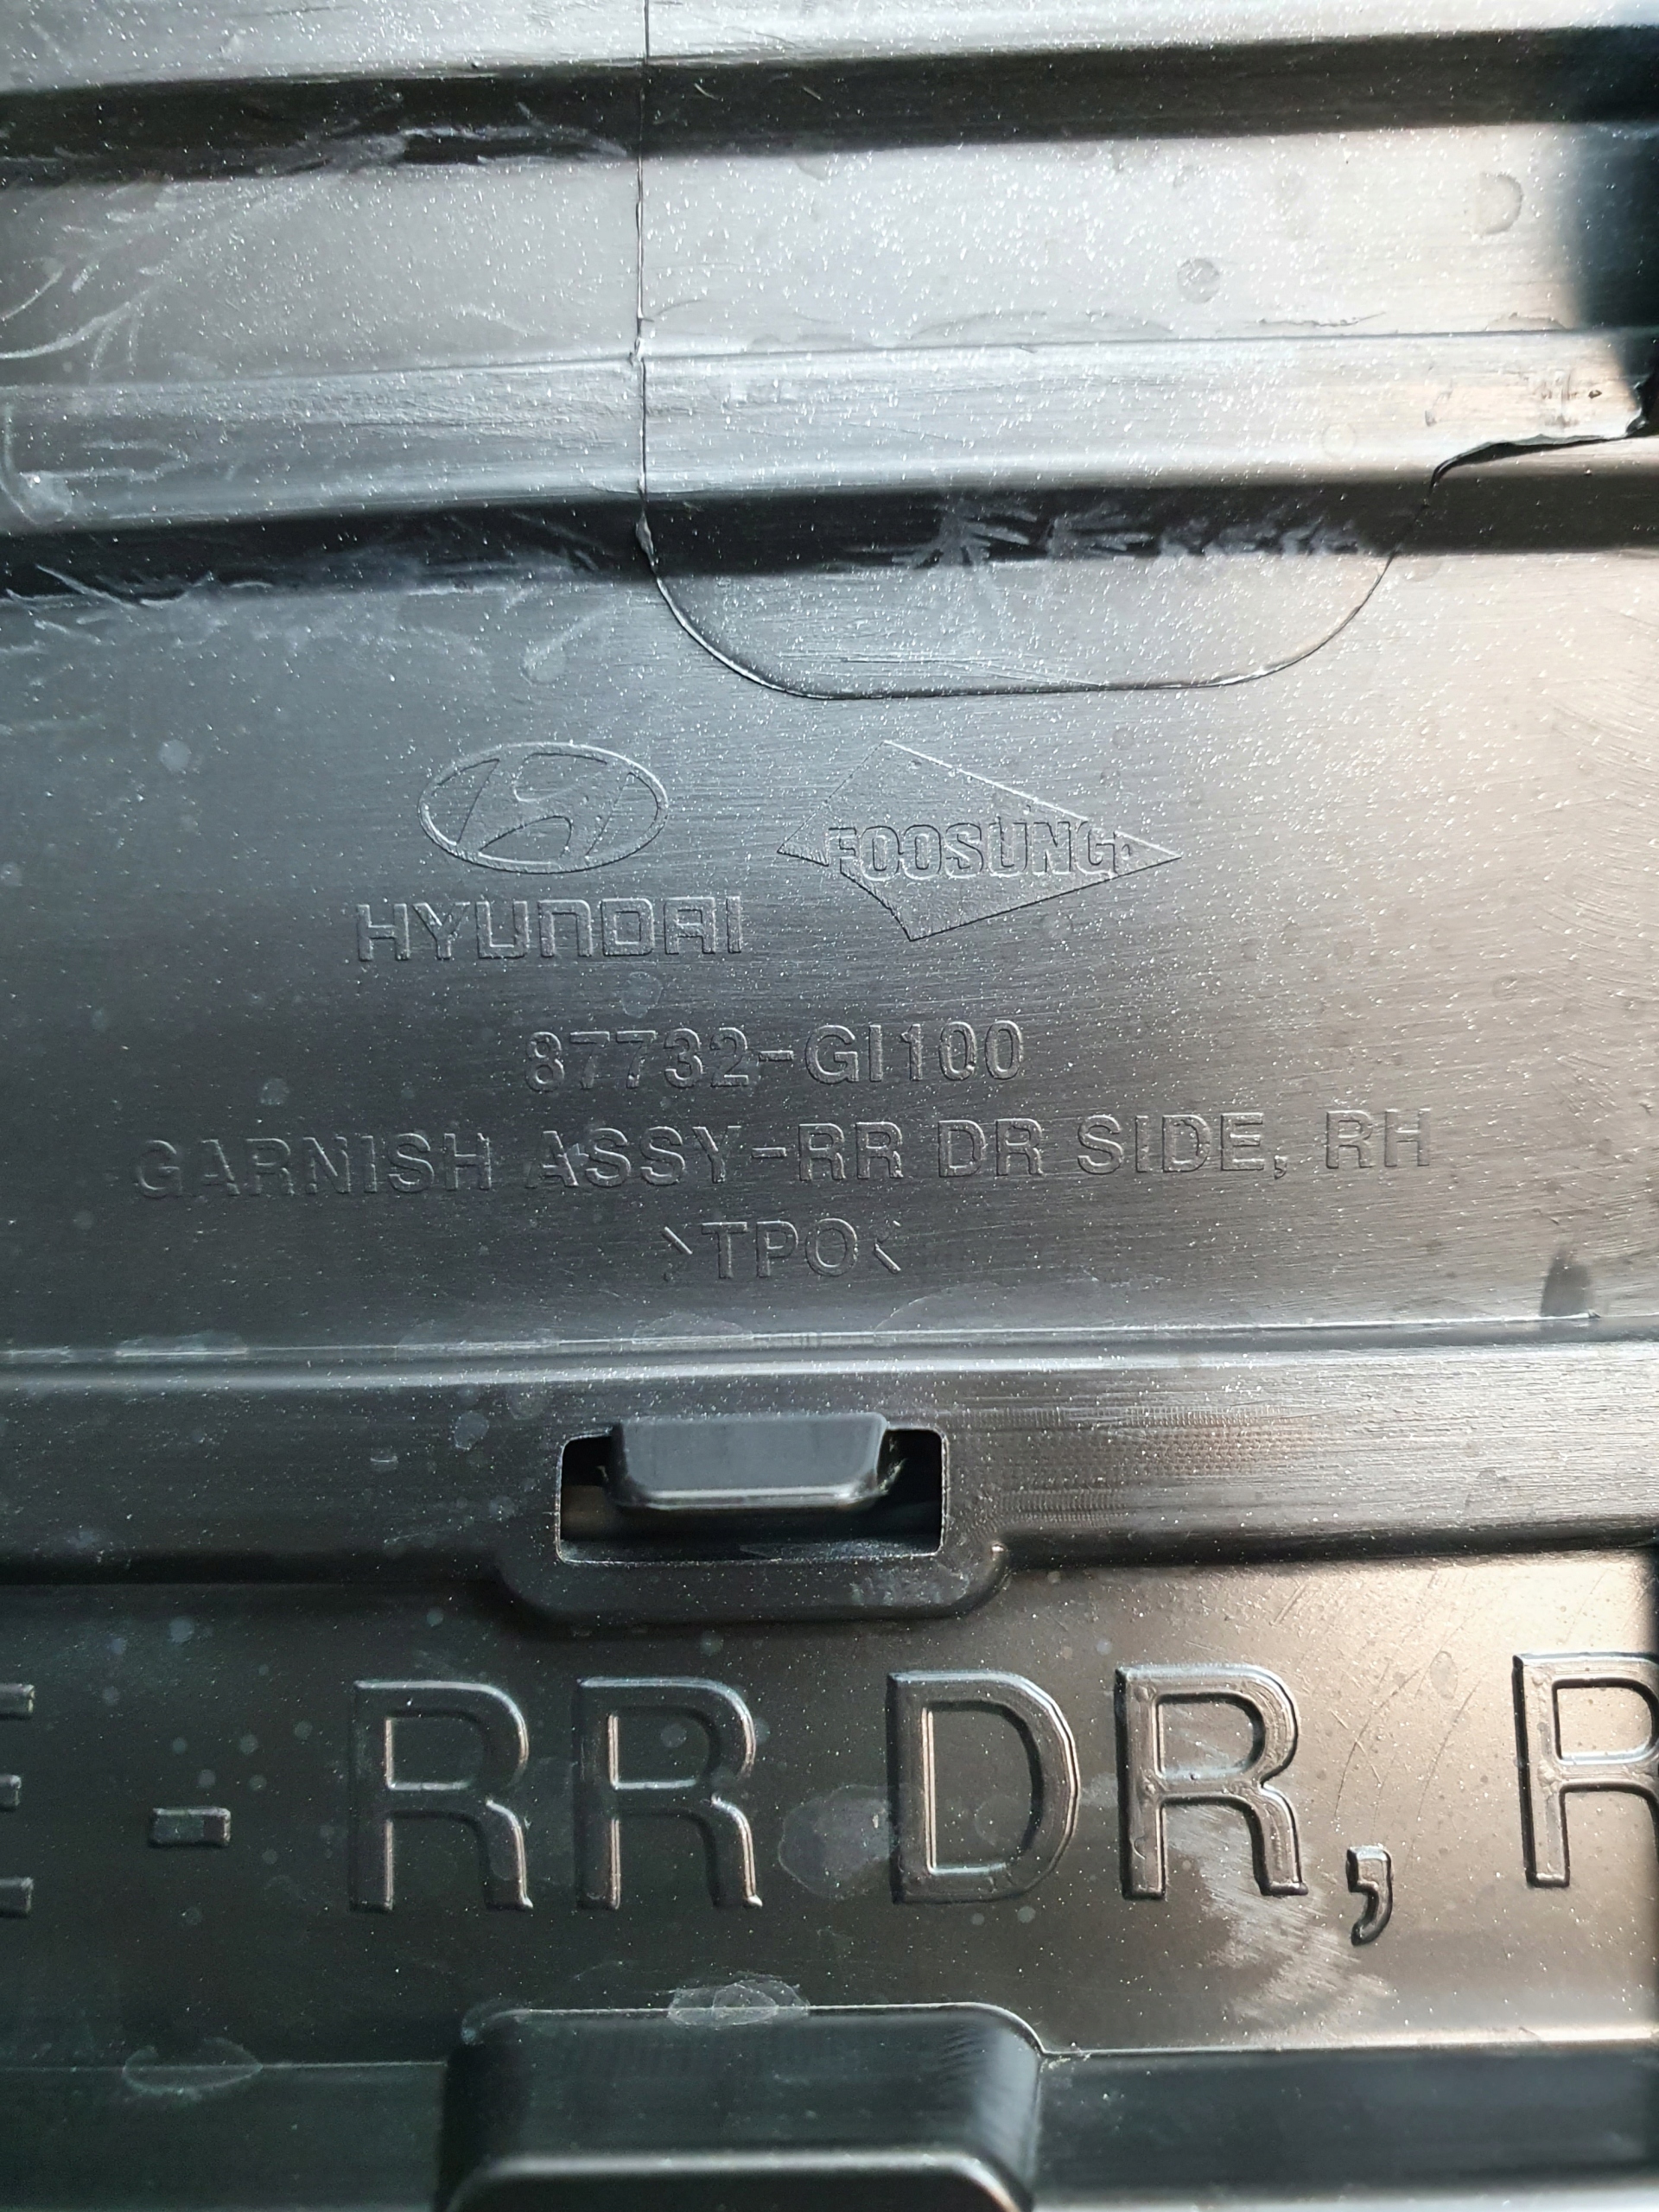 HYUNDAI
FOOSUNG
87732-GI100
GARNISH ASSY-RR DR SIDE, RH
>TPO<
E - RR DR, R